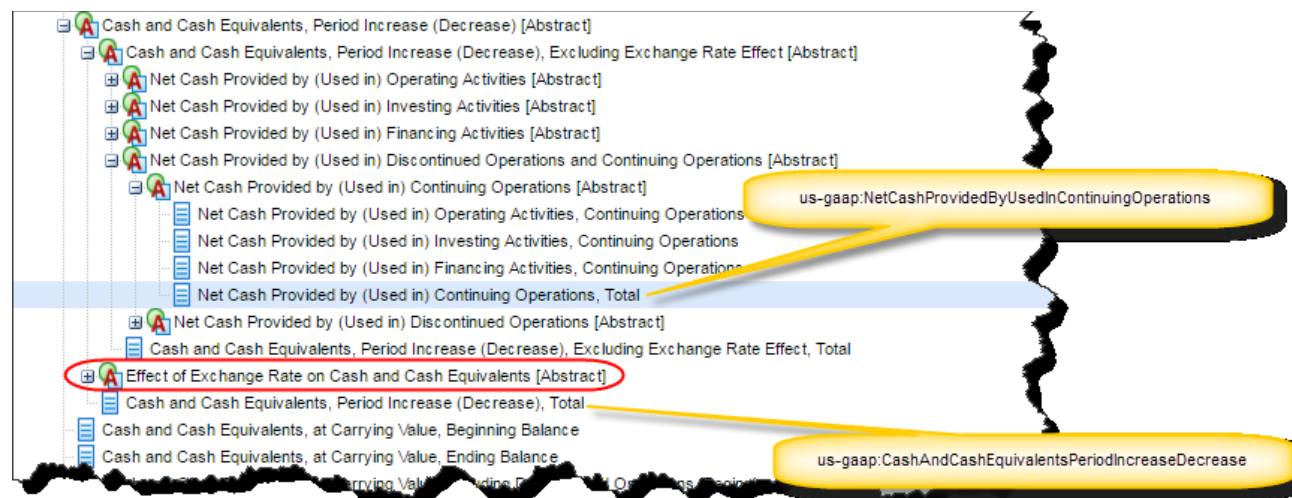 Cash and Cash Equivalents, Period Increase (Decrease) [Abstract]
Cash and Cash Equivalents, Period Increase (Decrease), Excluding Exchange Rate Effect [Abstract]
Net Cash Provided by (Used in) Operating Activities [Abstract]
Net Cash Provided by (Used in) Investing Activities [Abstract]
Net Cash Provided by (Used in) Financing Activities [Abstract]
Net Cash Provided by (Used in) Discontinued Operations and Continuing Operations [Abstract]
Net Cash Provided by (Used in) Continuing Operations [Abstract]
us-gaap:NetCashProvidedByUsedInContinuingOperations
Net Cash Provided by (Used in) Operating Activities, Continuing Operations
Net Cash Provided by (Used in) Investing Activities, Continuing Operations
Net Cash Provided by (Used in) Financing Activities, Continuing Operations
Net Cash Provided by (Used in) Continuing Operations, Total
Net Cash Provided by (Used in) Discontinued Operations [Abstract]
Cash and Cash Equivalents, Period Increase (Decrease), Excluding Exchange Rate Effect, Total
Effect of Exchange Rate on Cash and Cash Equivalents [Abstract]
Cash and Cash Equivalents, Period Increase (Decrease), Total
Cash and Cash Equivalents, at Carrying Value, Beginning Balance
Cash and Cash Equivalents, at Carrying Value, Ending Balance
us-gaap:CashAndCashEquivalentsPeriodIncreaseDecrease